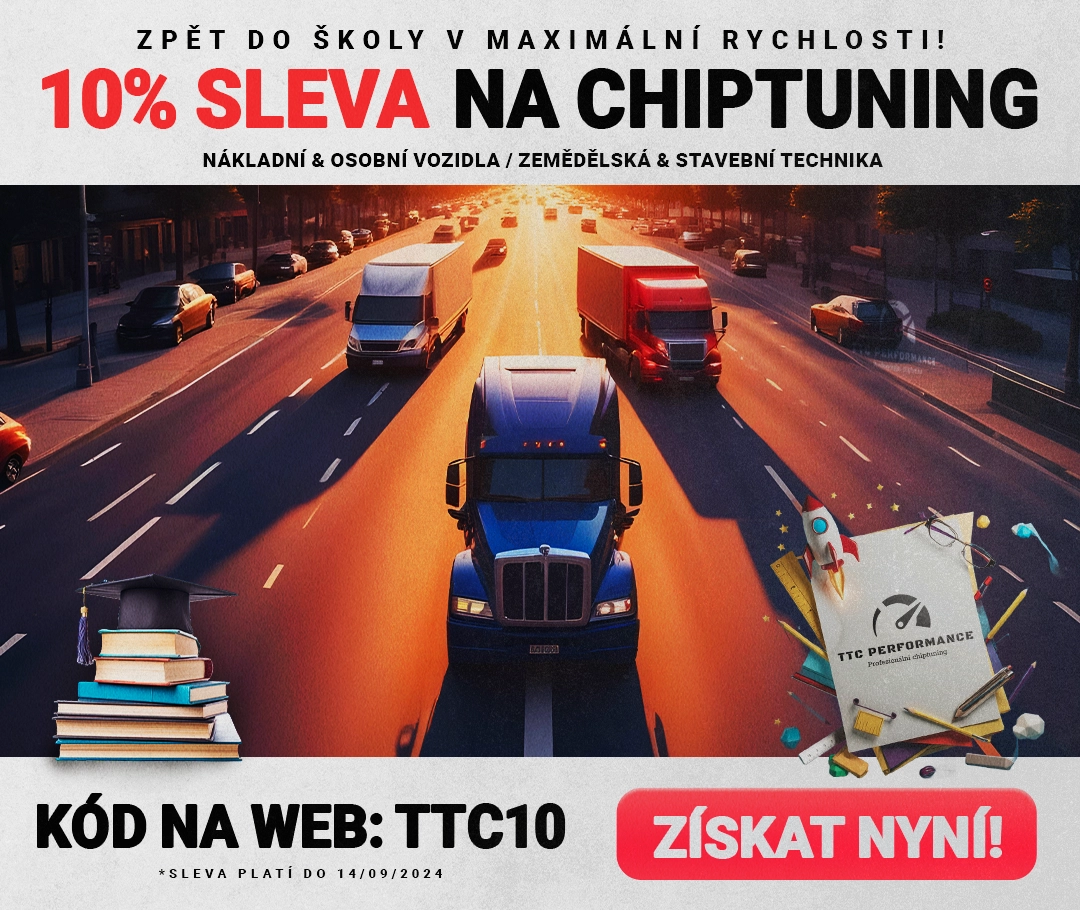 ZPĚT DO ŠKOLY V MAXIMÁLNÍ RYCHLOSTI!
10% SLEVA NA CHIPTUNING
NÁKLADNÍ & OSOBNÍ VOZIDLA / ZEMĚDĚLSKÁ & STAVEBNÍ TECHNIKA
TTC PERFORMANCE
Profesionální chiptuning
KÓD NA WEB: TTC10
*SLEVA PLATÍ DO 14/09/2024
ZÍSKAT NYNÍ!